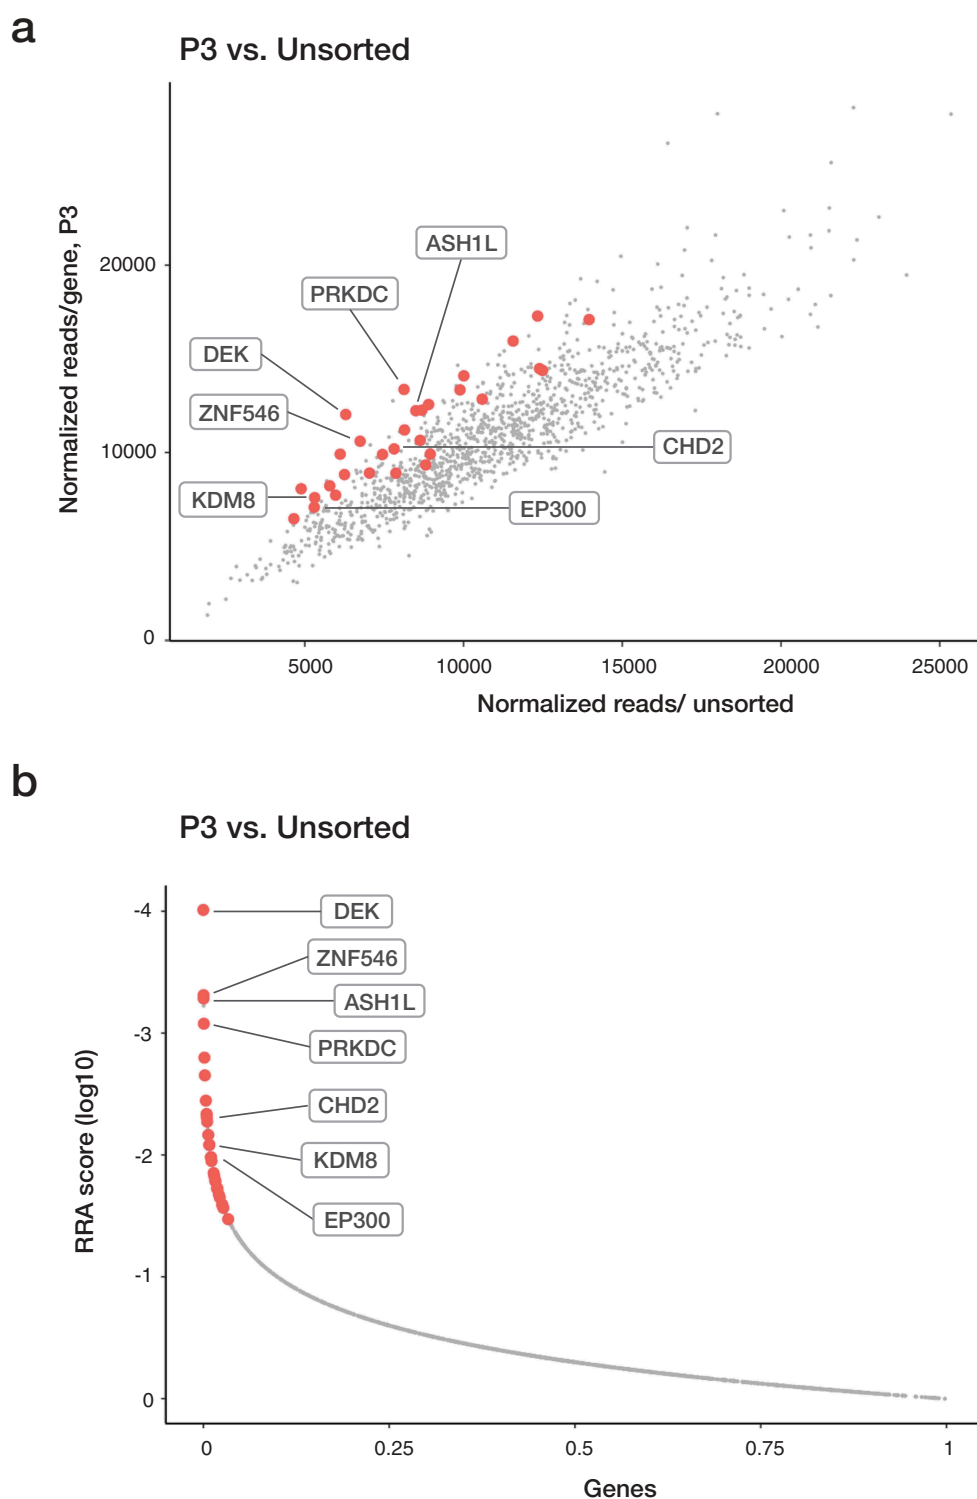 a
P3 vs. Unsorted
Normalized reads/gene, P3
20000
10000
0
ASH1L
PRKDC
DEK
ZNF546
CHD2
KDM8
EP300
5000 10000 15000 20000 25000
Normalized reads/ unsorted
b
P3 vs. Unsorted
RRA score (log10)
-4
-3
-2
-1
0
DEK
ZNF546
ASH1L
PRKDC
CHD2
KDM8
EP300
0 0.25 0.5 0.75 1
Genes